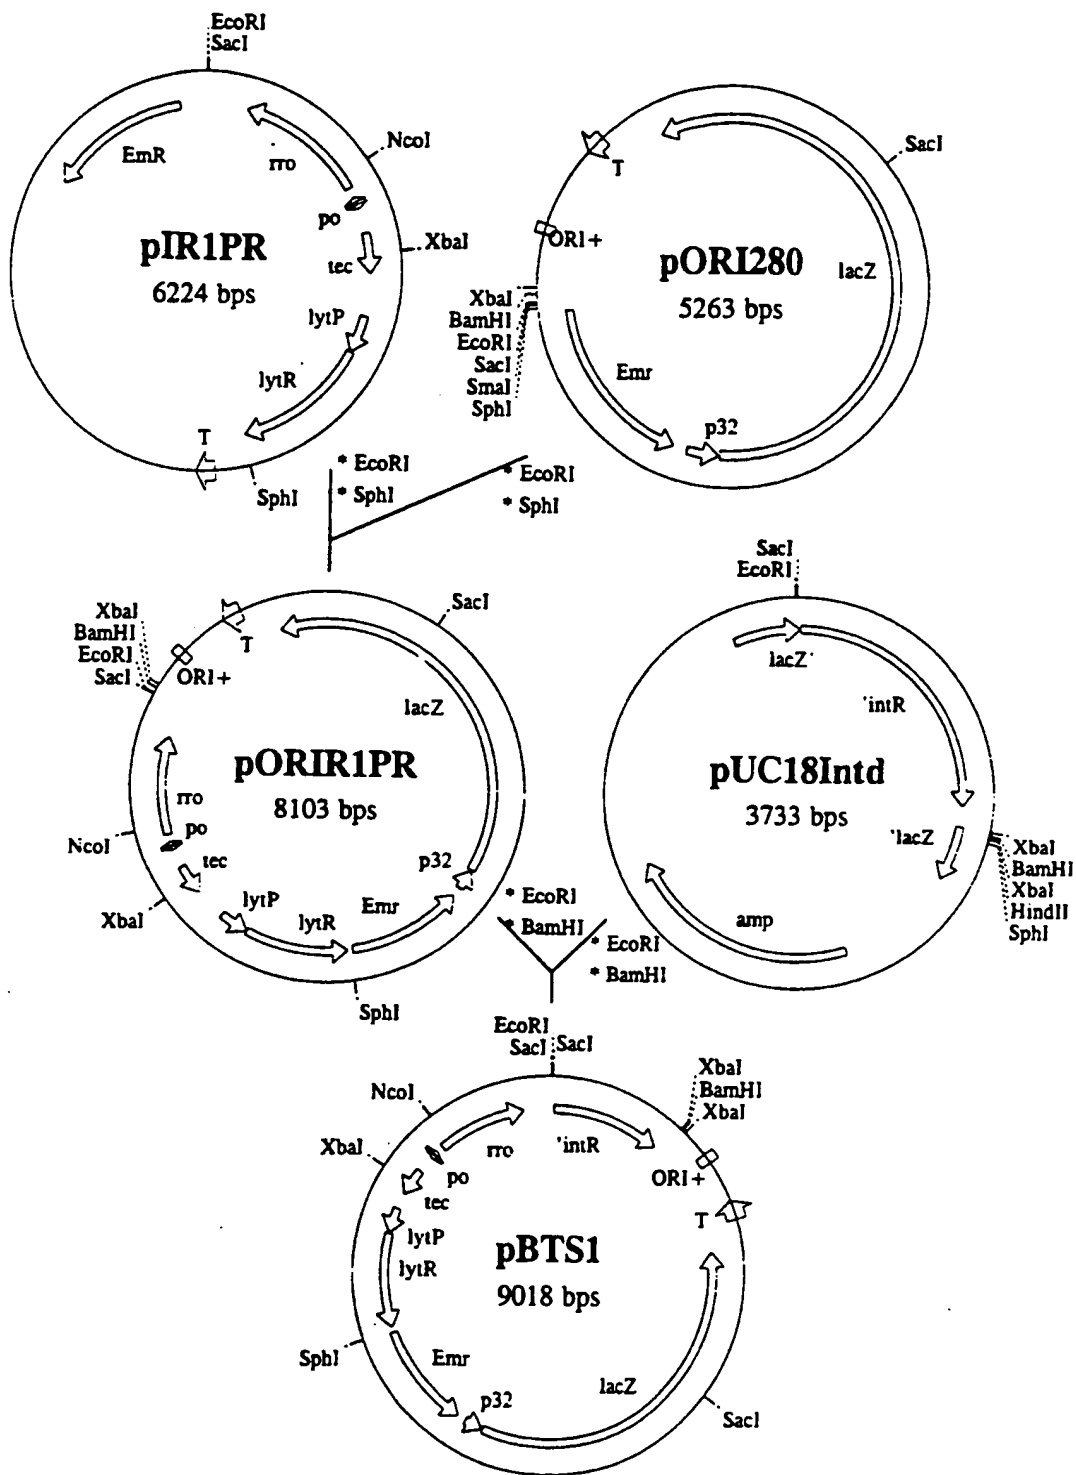 EcoRI
SacI
NcoI
EmR
rro
po
pIR1PR
6224 bps
XbaI
tec
lytP
lytR
T
SphI
T
SacI
ORI+
pORI280
5263 bps
lacZ
XbaI
BamHI
EcoRI
SacI
SmaI
SphI
Emr
p32
* EcoRI
* SphI
* EcoRI
* SphI
XbaI
BamHI
EcoRI
SacI
ORI+
T
SacI
lacZ
pORIR1PR
8103 bps
rro
po
NcoI
tec
XbaI
lytP
lytR
Emr
p32
SphI
SacI
EcoRI
lacZ'
'intR
pUC18Intd
3733 bps
'lacZ
XbaI
BamHI
XbaI
HindII
SphI
amp
* EcoRI
* BamHI
* EcoRI
* BamHI
EcoRI
SacI
SacI
NcoI
XbaI
BamHI
XbaI
XbaI
rro
'intR
po
ORI+
tec
T
lytP
lytR
pBTS1
9018 bps
SphI
Emr
p32
lacZ
SacI